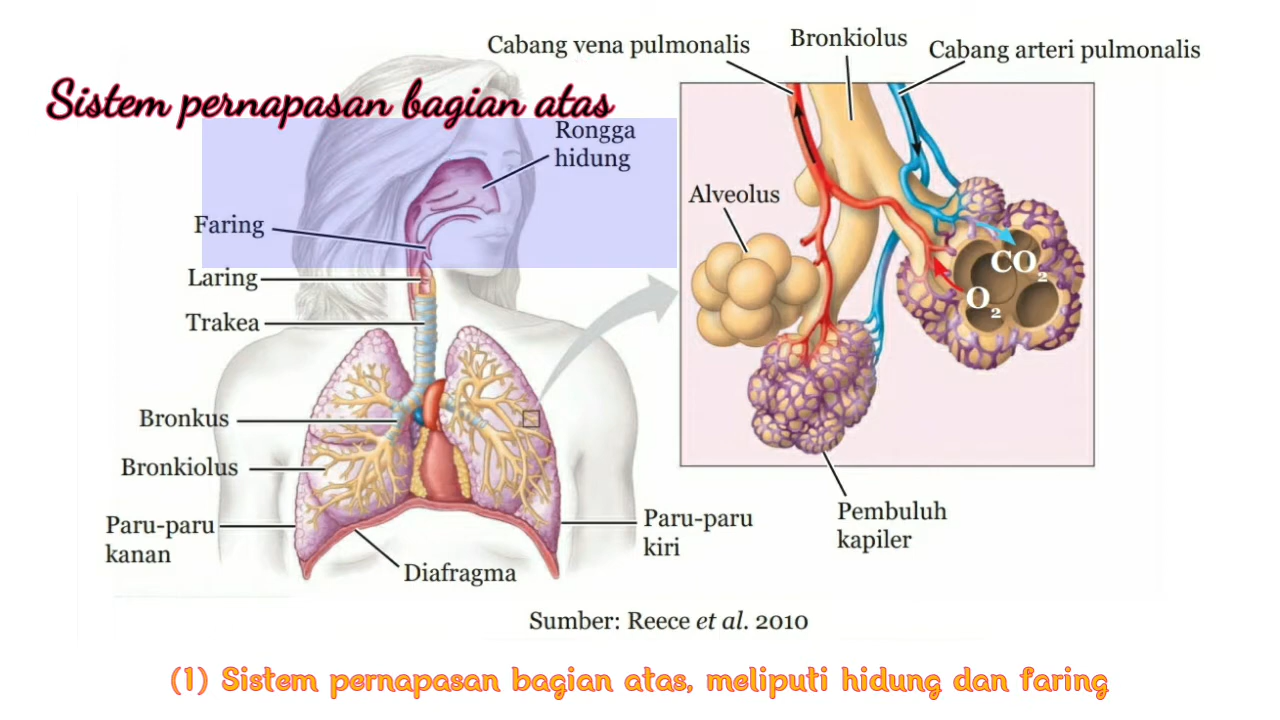 Cabang vena pulmonalis
Bronkiolus
Cabang arteri pulmonalis
Sistem pernapasan bagian atas
Rongga
hidung
Alveolus
Faring
Laring
Trakea
CO2
O2
Bronkus
Bronkiolus
Paru-paru
kanan
Paru-paru
kiri
Pembuluh
kapiler
Diafragma
Sumber: Reece et al. 2010
(1) Sistem pernapasan bagian atas, meliputi hidung dan faring